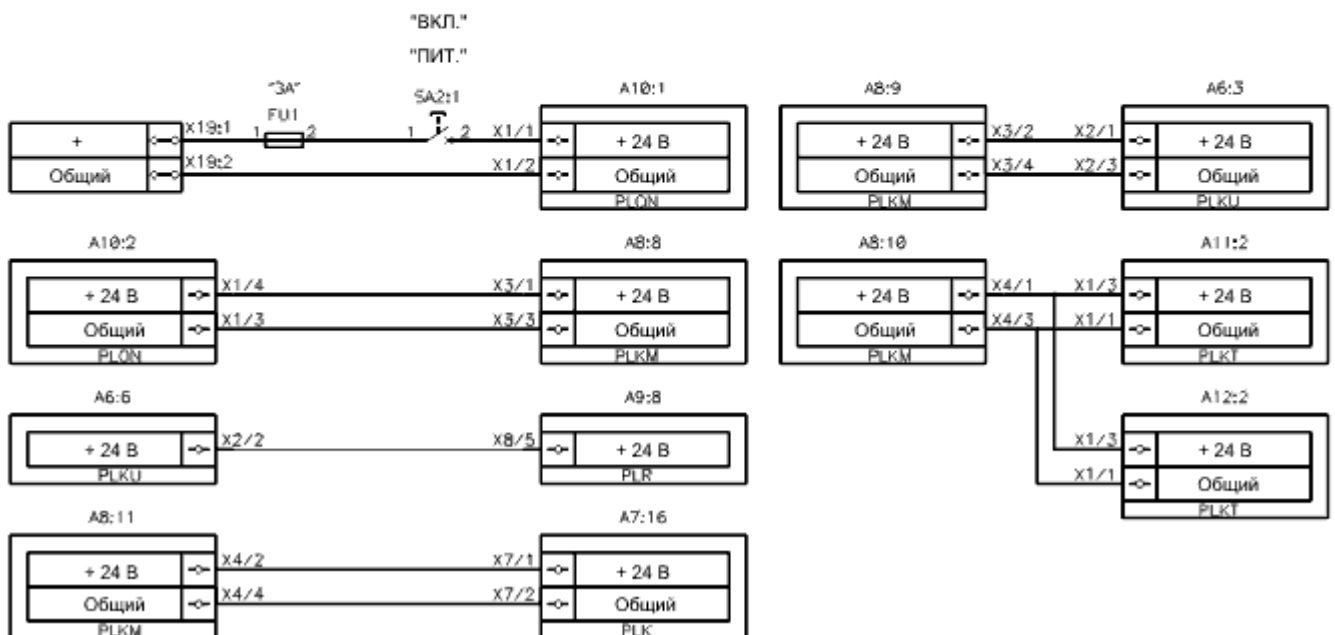 "ВКЛ."
"ПИТ."
"3А" A10:1 A8:9 A6:3
FU1 SA2:1
+ X19:1 1 2 1 2 X1/1 + 24 В + 24 В X3/2 X2/1 + 24 В
Общий X19:2 X1/2 Общий Общий X3/4 X2/3 Общий
PLON PLKM PLKU
A10:2 A8:8 A8:10 A11:2
+ 24 В X1/4 X3/1 + 24 В + 24 В X4/1 X1/3 + 24 В
Общий X1/3 X3/3 Общий Общий X4/3 X1/1 Общий
PLON PLKM PLKM PLKT
A6:6 A9:8 A12:2
+ 24 В X2/2 X8/5 + 24 В X1/3 + 24 В
PLKU PLR X1/1 Общий
PLKT
A8:11 A7:16
+ 24 В X4/2 X7/1 + 24 В
Общий X4/4 X7/2 Общий
PLKM PLK